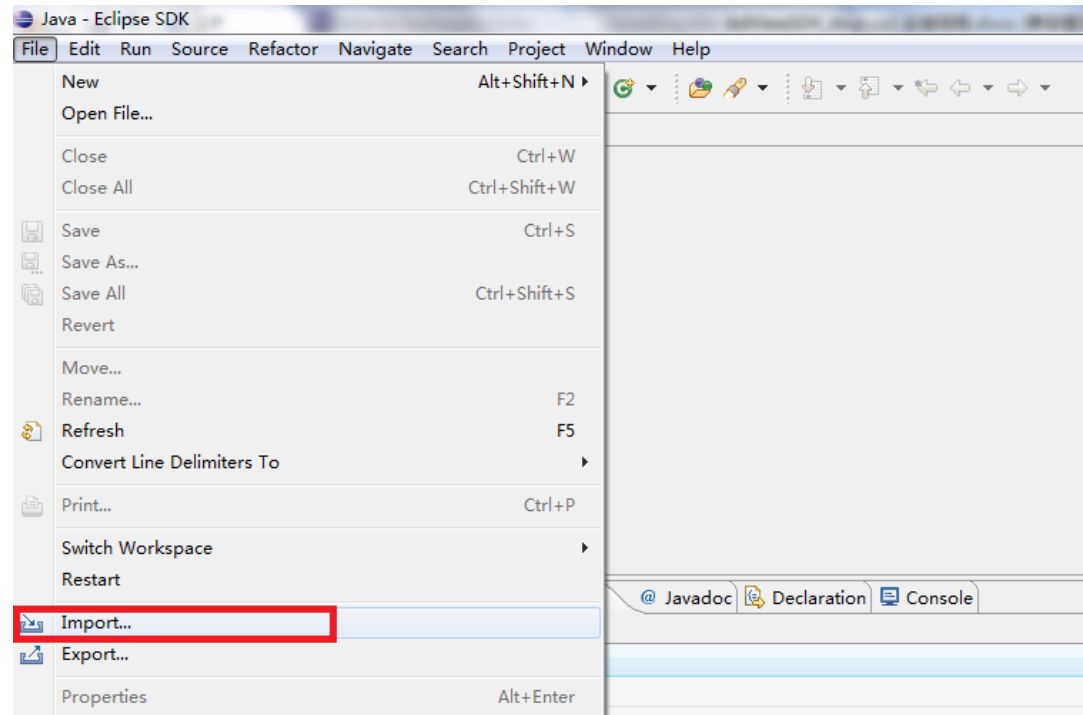 Java - Eclipse SDK
File Edit Run Source Refactor Navigate Search Project Window Help
New Alt+Shift+N
Open File...
Close Ctrl+W
Close All Ctrl+Shift+W
Save Ctrl+S
Save As...
Save All Ctrl+Shift+S
Revert
Move...
Rename... F2
Refresh F5
Convert Line Delimiters To
Print... Ctrl+P
Switch Workspace
Restart
@ Javadoc Declaration Console
Import...
Export...
Properties Alt+Enter